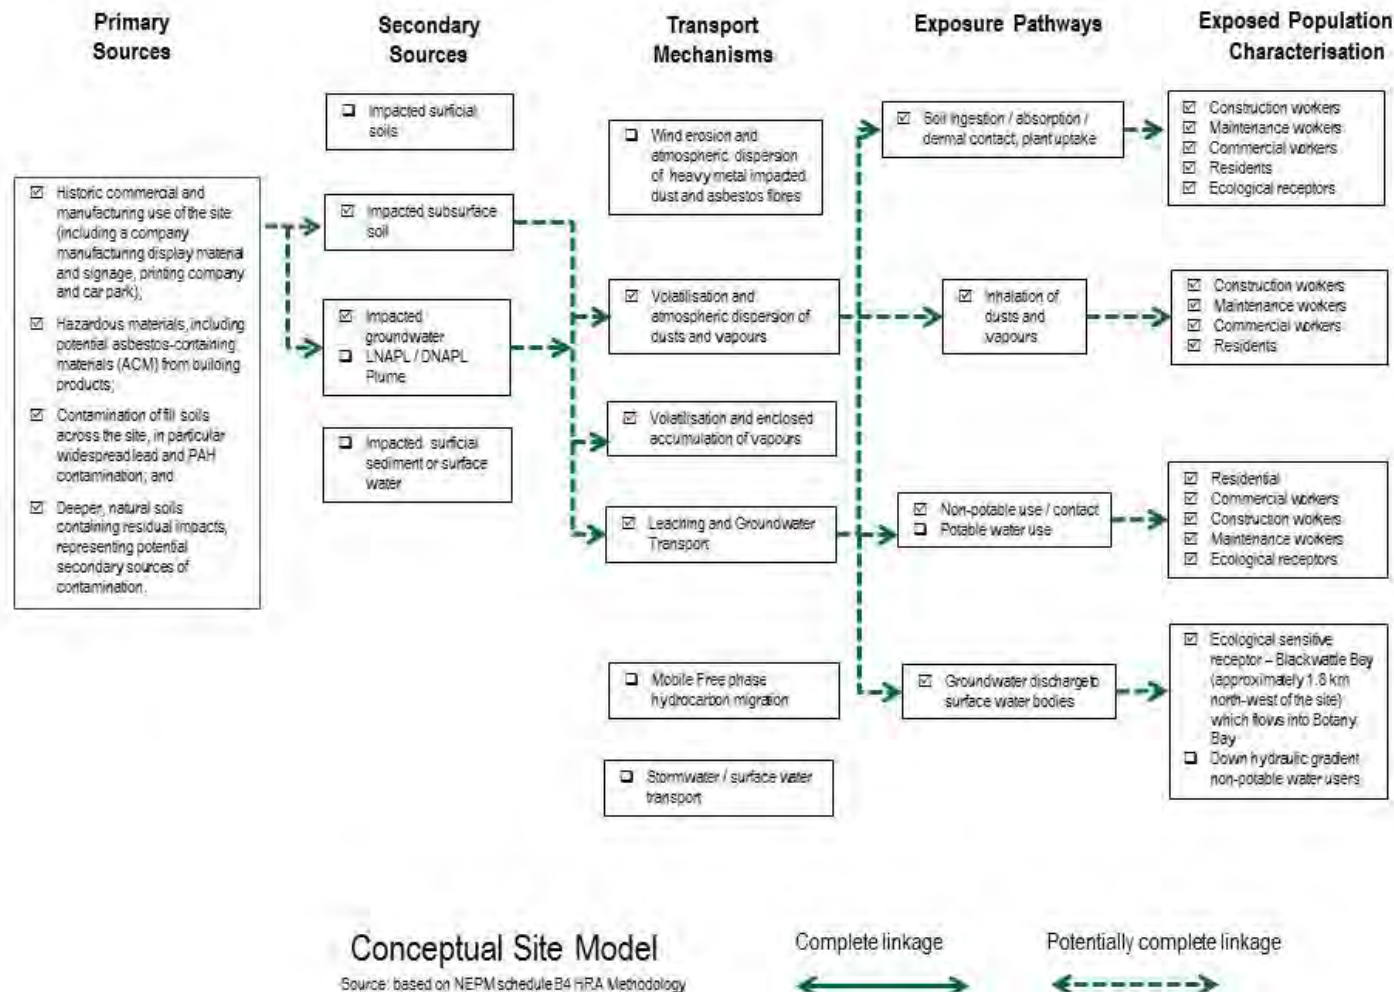 Primary
Sources
Secondary
Sources
Transport
Mechanisms
Exposure Pathways
Exposed Population
Characterisation
☑ Historic commercial and
manufacturing use of the site
(including a company
manufacturing display material
and signage, printing company
and car park);
☑ Hazardous materials, including
potential asbestos-containing
materials (ACM) from building
products;
☑ Contamination of fill soils
across the site, in particular
widespread lead and PAH
contamination; and
☑ Deeper, natural soils
containing residual impacts,
representing potential
secondary sources of
contamination.
❑ Impacted surficial
soils
☑ Impacted subsurface
soil
☑ Impacted
groundwater
❑ LNAPL / DNAPL
Plume
❑ Impacted surficial
sediment or surface
water
❑ Wind erosion and
atmospheric dispersion
of heavy metal impacted
dust and asbestos fibres
☑ Volatilisation and
atmospheric dispersion of
dusts and vapours
☑ Volatilisation and enclosed
accumulation of vapours
☑ Leaching and Groundwater
Transport
❑ Mobile Free phase
hydrocarbon migration
❑ Stormwater / surface water
transport
☑ Soil ingestion / absorption /
dermal contact, plant uptake
☑ Inhalation of
dusts and
vapours
☑ Non-potable use / contact
❑ Potable water use
☑ Groundwater discharge to
surface water bodies
☑ Construction workers
☑ Maintenance workers
☑ Commercial workers
☑ Residents
☑ Ecological receptors
☑ Construction workers
☑ Maintenance workers
☑ Commercial workers
☑ Residents
☑ Residential
☑ Commercial workers
☑ Construction workers
☑ Maintenance workers
☑ Ecological receptors
☑ Ecological sensitive
receptor – Blackwattle Bay
(approximately 1.8 km
north-west of the site)
which flows into Botany
Bay
❑ Down hydraulic gradient
non-potable water users
Conceptual Site Model
Source: based on NEPM schedule B4 HRA Methodology
Complete linkage
Potentially complete linkage